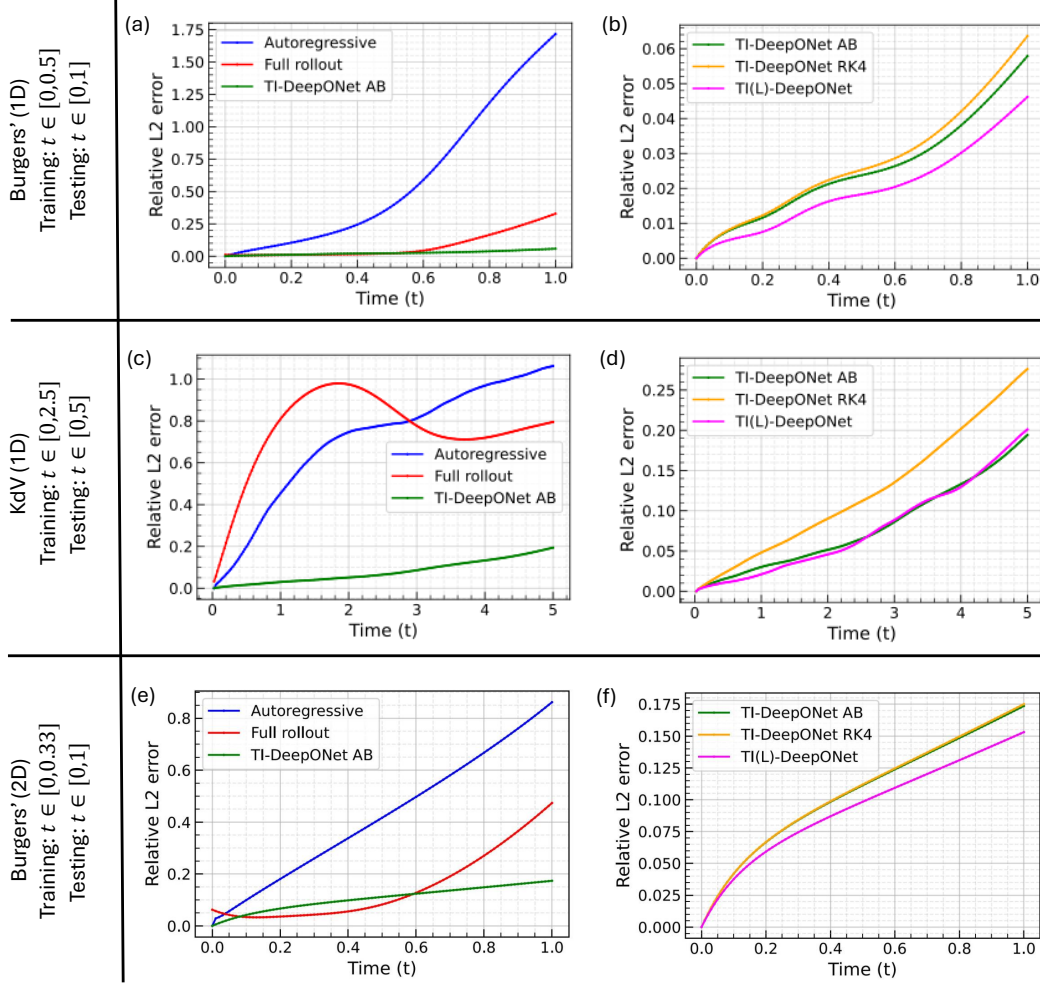 Burgers' (1D)
Training: t ∈ [0,0.5]
Testing: t ∈ [0,1]
(a)
1.75
1.50
1.25
1.00
0.75
0.50
0.25
0.00
Relative L2 error
Autoregressive
Full rollout
TI-DeepONet AB
0.0 0.2 0.4 0.6 0.8 1.0
Time (t)
(b)
0.06
0.05
0.04
0.03
0.02
0.01
0.00
Relative L2 error
TI-DeepONet AB
TI-DeepONet RK4
TI(L)-DeepONet
0.0 0.2 0.4 0.6 0.8 1.0
Time (t)
KdV (1D)
Training: t ∈ [0,2.5]
Testing: t ∈ [0,5]
(c)
1.0
0.8
0.6
0.4
0.2
0.0
Relative L2 error
Autoregressive
Full rollout
TI-DeepONet AB
0 1 2 3 4 5
Time (t)
(d)
0.25
0.20
0.15
0.10
0.05
0.00
Relative L2 error
TI-DeepONet AB
TI-DeepONet RK4
TI(L)-DeepONet
0 1 2 3 4 5
Time (t)
Burgers' (2D)
Training: t ∈ [0,0.33]
Testing: t ∈ [0,1]
(e)
0.8
0.6
0.4
0.2
0.0
Relative L2 error
Autoregressive
Full rollout
TI-DeepONet AB
0.0 0.2 0.4 0.6 0.8 1.0
Time (t)
(f)
0.175
0.150
0.125
0.100
0.075
0.050
0.025
0.000
Relative L2 error
TI-DeepONet AB
TI-DeepONet RK4
TI(L)-DeepONet
0.0 0.2 0.4 0.6 0.8 1.0
Time (t)